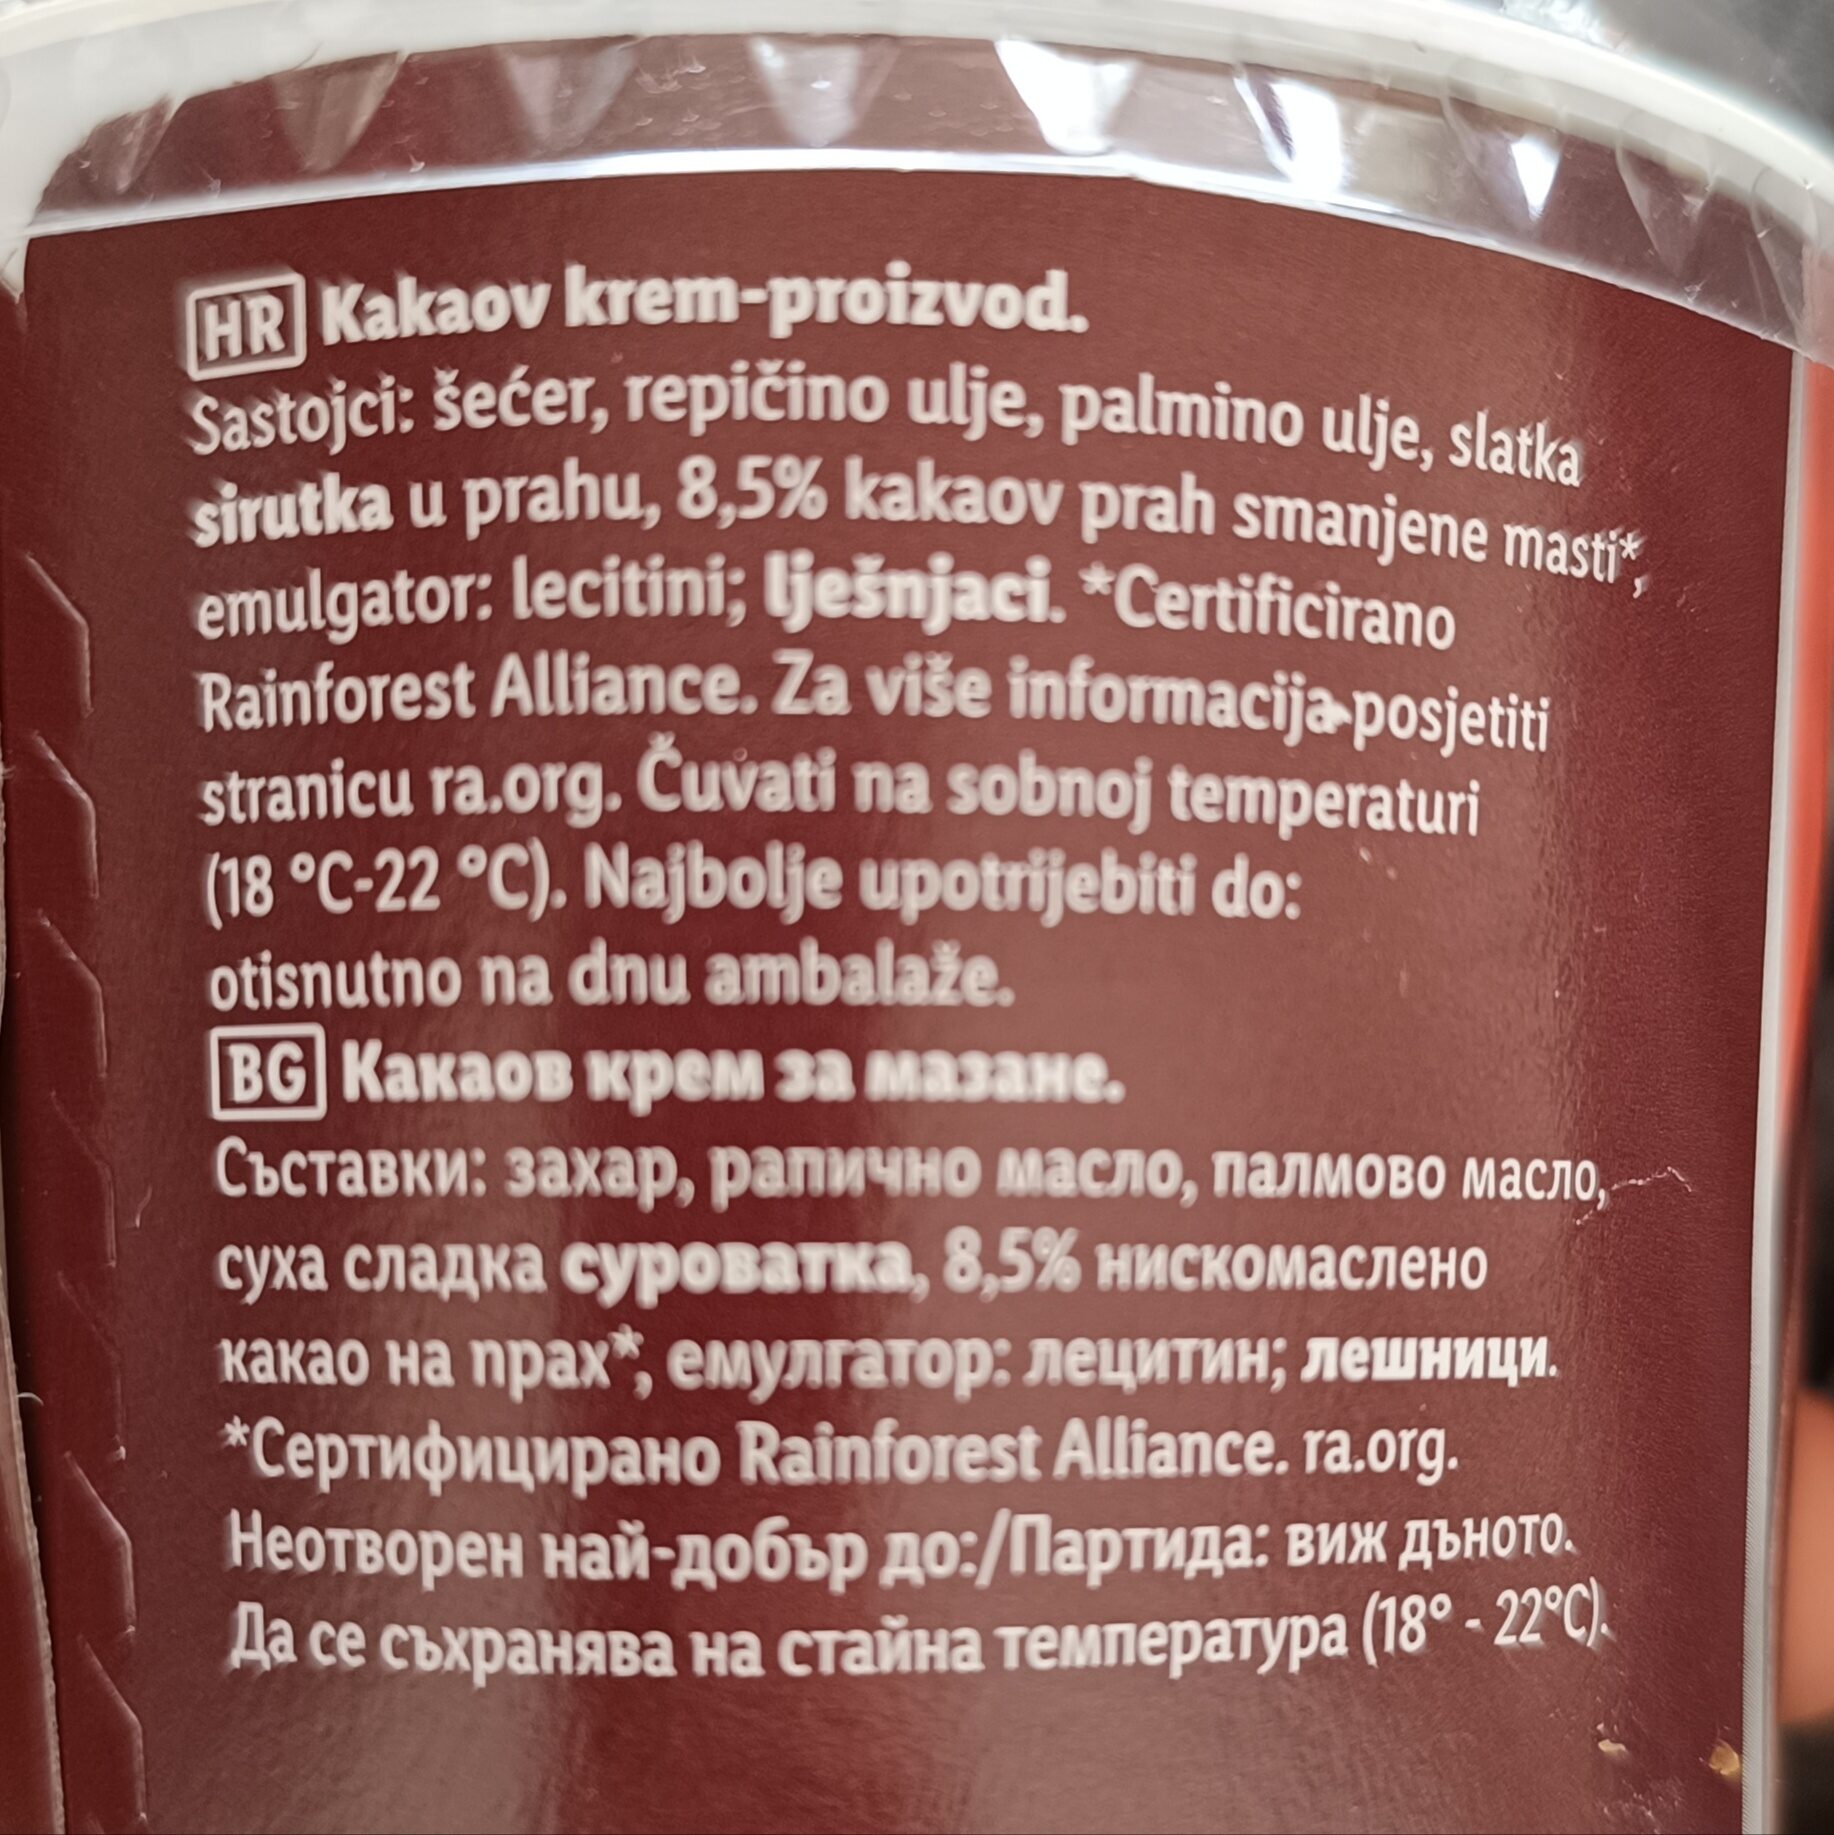 HR Kakaov krem-proizvod.
Sastojci: šećer, repičino ulje, palmino ulje, slatka
sirutka u prahu, 8,5% kakaov prah smanjene masti*,
emulgator: lecitini; lješnjaci. *Certificirano
Rainforest Alliance. Za više informacija posjetiti
stranicu ra.org. Čuvati na sobnoj temperaturi
(18 °C-22 °C). Najbolje upotrijebiti do:
otisnutno na dnu ambalaže.
BG Какаов крем за мазане.
Съставки: захар, рапично масло, палмово масло,
суха сладка суроватка, 8,5% нискомаслено
какао на прах*, емулгатор: лецитин; лешници.
*Сертифицирано Rainforest Alliance. ra.org.
Неотворен най-добър до:/Партида: виж дъното.
Да се съхранява на стайна температура (18° - 22°C).